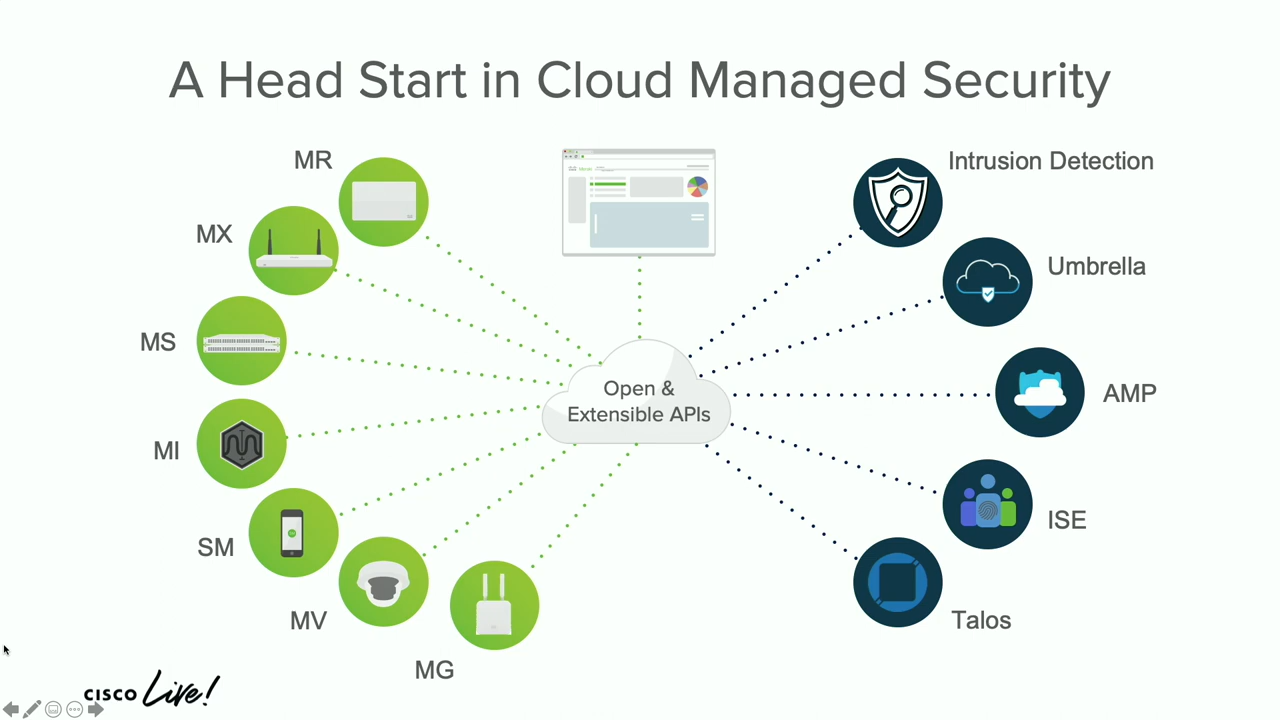 A Head Start in Cloud Managed Security
MR
MX
MS
MI
SM
MV
MG
Open &
Extensible APIs
Intrusion Detection
Umbrella
AMP
ISE
Talos
CISCO Live!